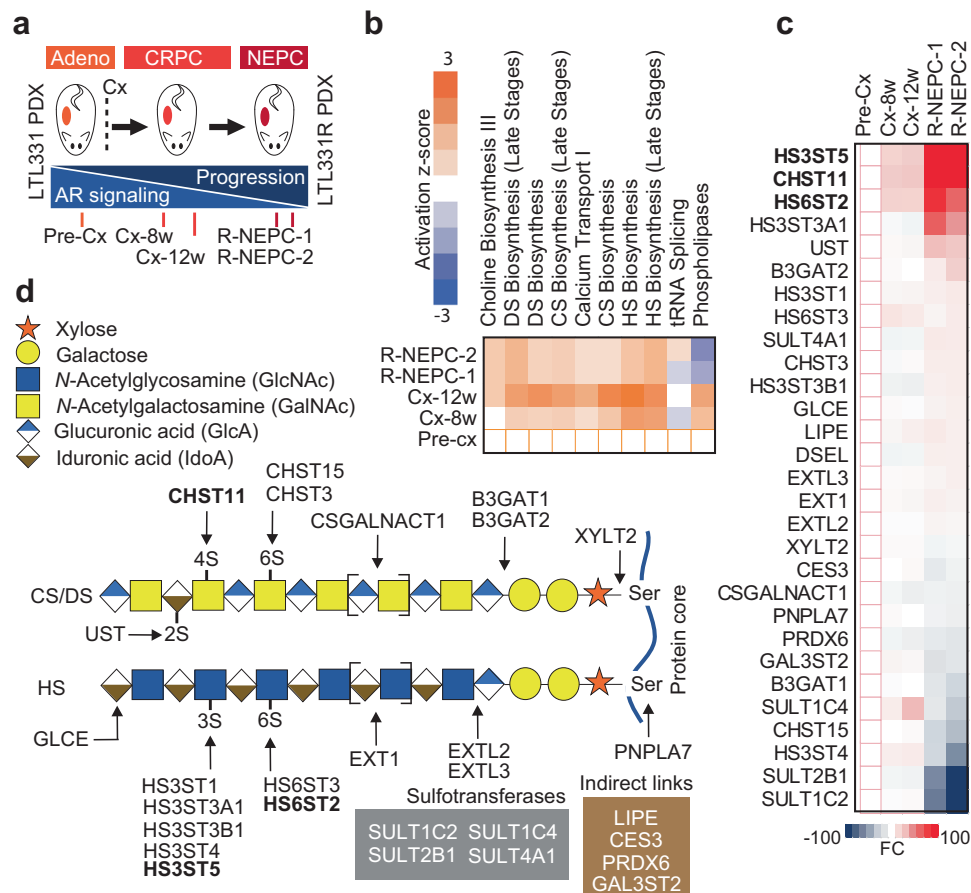 a
Adeno CRPC NEPC
Cx
LTL331 PDX
LTL331R PDX
Progression
AR signaling
Pre-Cx Cx-8w R-NEPC-1
Cx-12w R-NEPC-2
b
3
Activation z-score
-3
Choline Biosynthesis III
DS Biosynthesis (Late Stages)
DS Biosynthesis
CS Biosynthesis (Late Stages)
Calcium Transport I
CS Biosynthesis
HS Biosynthesis
HS Biosynthesis (Late Stages)
tRNA Splicing
Phospholipases
R-NEPC-2
R-NEPC-1
Cx-12w
Cx-8w
Pre-cx
c
Pre-Cx
Cx-8w
Cx-12w
R-NEPC-1
R-NEPC-2
HS3ST5
CHST11
HS6ST2
HS3ST3A1
UST
B3GAT2
HS3ST1
HS6ST3
SULT4A1
CHST3
HS3ST3B1
GLCE
LIPE
DSEL
EXTL3
EXT1
EXTL2
XYLT2
CES3
CSGALNACT1
PNPLA7
PRDX6
GAL3ST2
B3GAT1
SULT1C4
CHST15
HS3ST4
SULT2B1
SULT1C2
-100 100
FC
d
Xylose
Galactose
N-Acetylglycosamine (GlcNAc)
N-Acetylgalactosamine (GalNAc)
Glucuronic acid (GlcA)
Iduronic acid (IdoA)
CHST11
CHST15
CHST3
CSGALNACT1
B3GAT1
B3GAT2
XYLT2
4S 6S
CS/DS
Ser
UST
2S
Protein core
HS
Ser
3S 6S
GLCE
HS3ST1
HS3ST3A1
HS3ST3B1
HS3ST4
HS3ST5
HS6ST3
HS6ST2
EXT1
EXTL2
EXTL3
PNPLA7
Sulfotransferases
SULT1C2 SULT1C4
SULT2B1 SULT4A1
Indirect links
LIPE
CES3
PRDX6
GAL3ST2